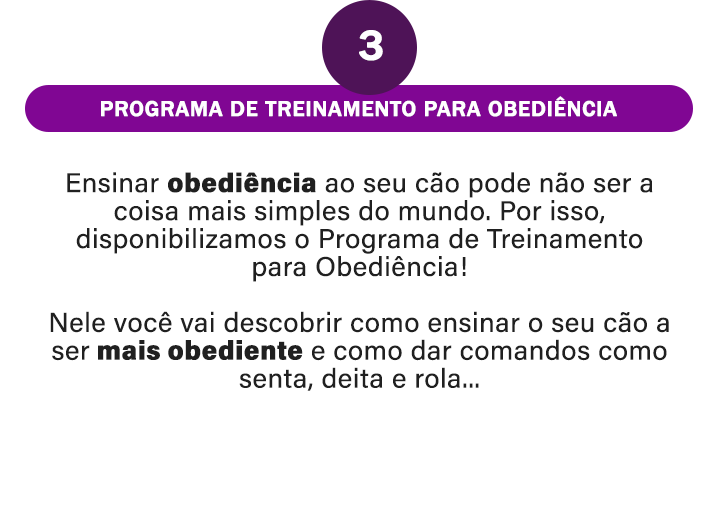 3
PROGRAMA DE TREINAMENTO PARA OBEDIÊNCIA
Ensinar obediência ao seu cão pode não ser a
coisa mais simples do mundo. Por isso,
disponibilizamos o Programa de Treinamento
para Obediência!
Nele você vai descobrir como ensinar o seu cão a
ser mais obediente e como dar comandos como
senta, deita e rola...